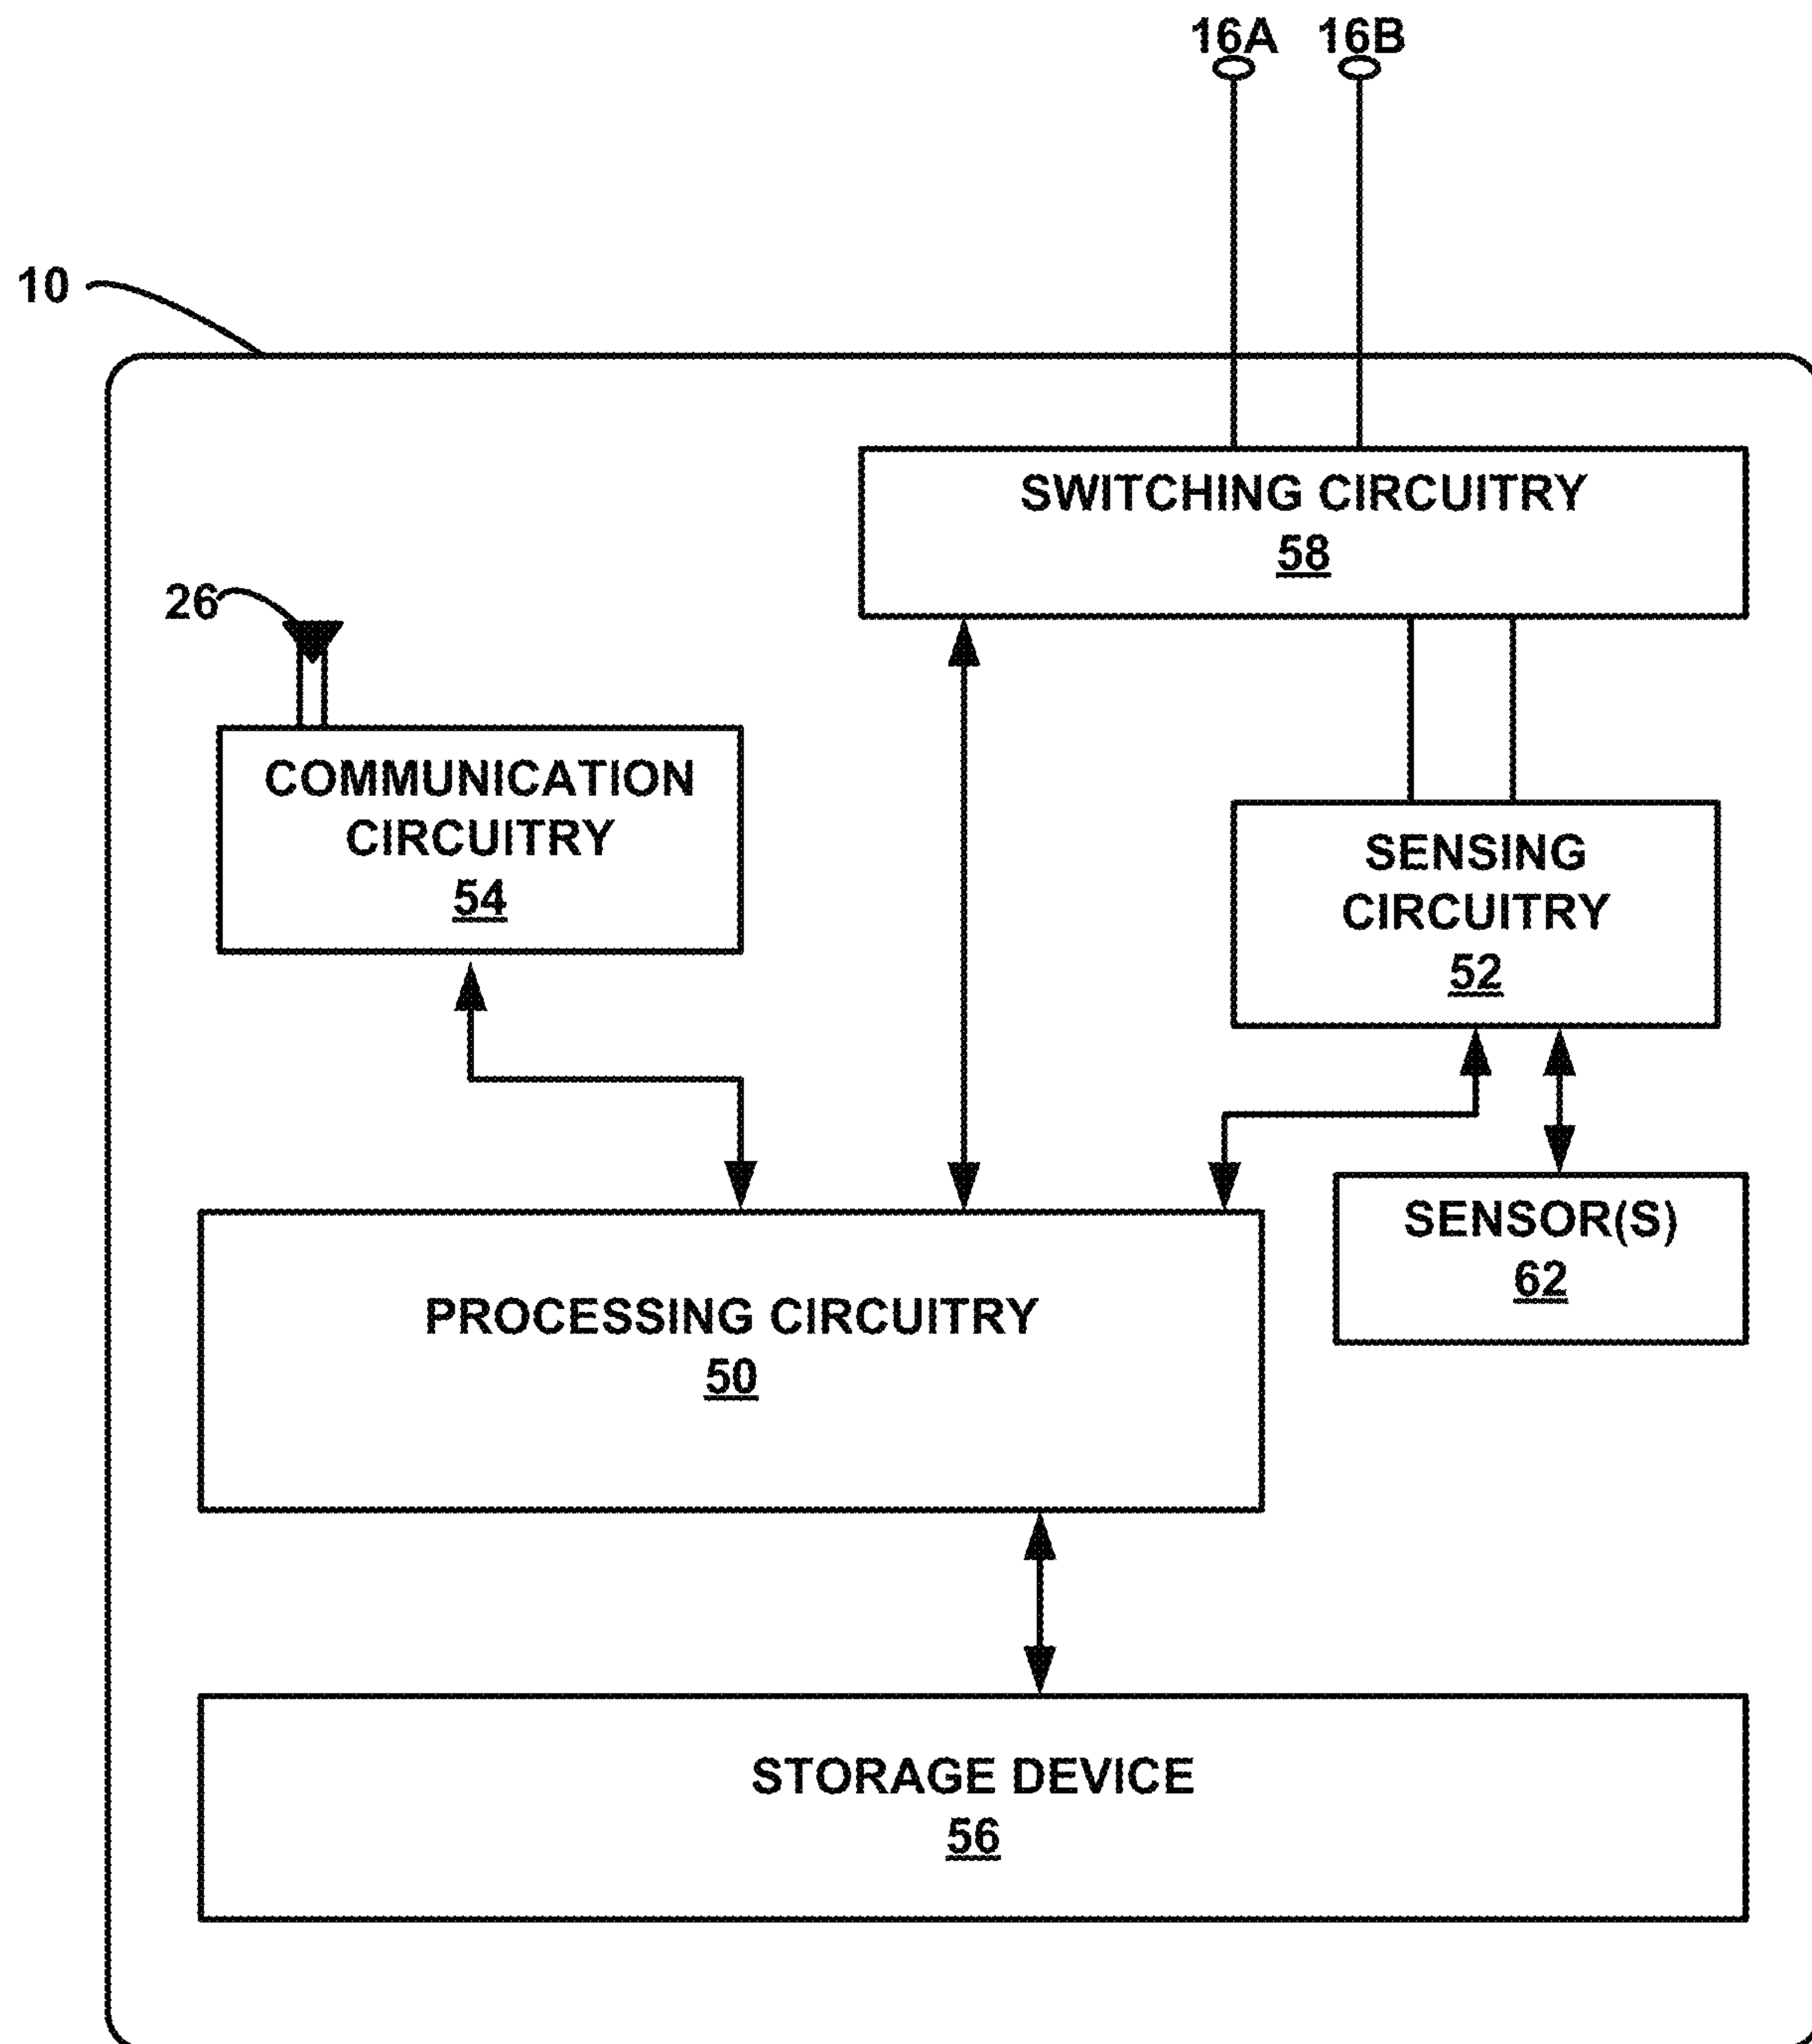 16A 16B
10
SWITCHING CIRCUITRY
58
26
COMMUNICATION
CIRCUITRY
54
SENSING
CIRCUITRY
52
SENSOR(S)
62
PROCESSING CIRCUITRY
50
STORAGE DEVICE
56